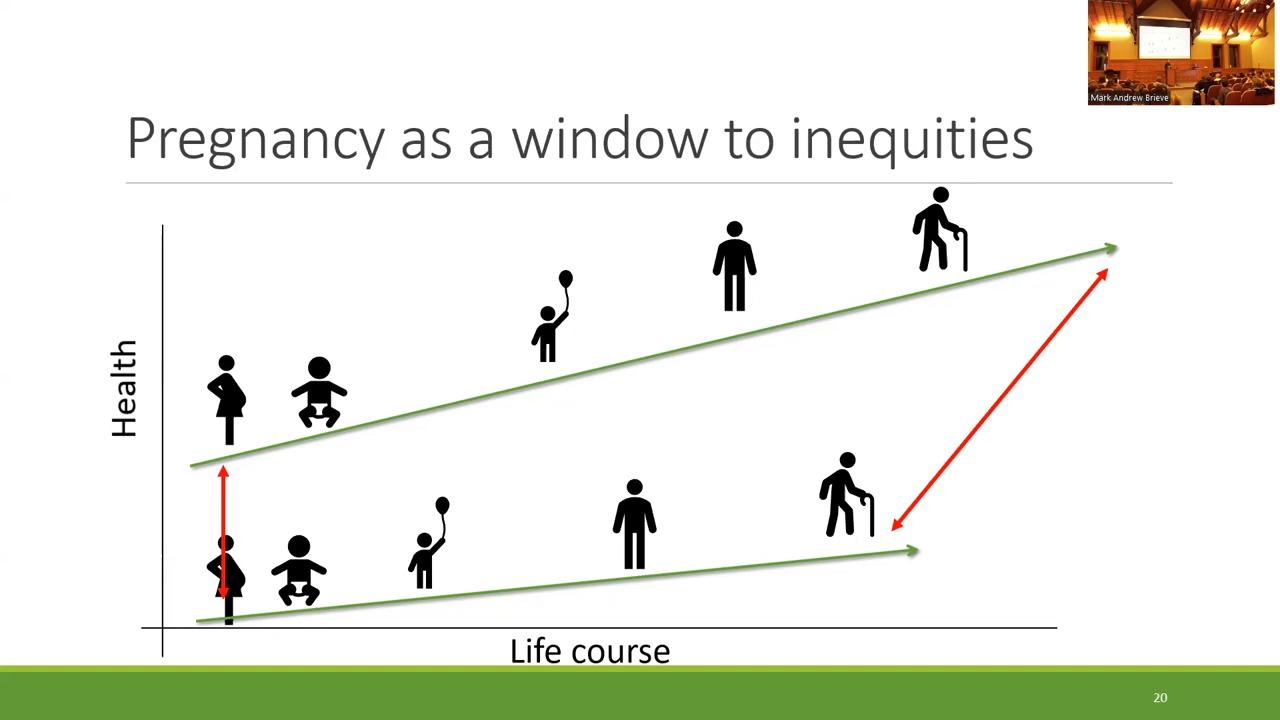 Mark Andrew Brieve
Pregnancy as a window to inequities
Health
Life course
20